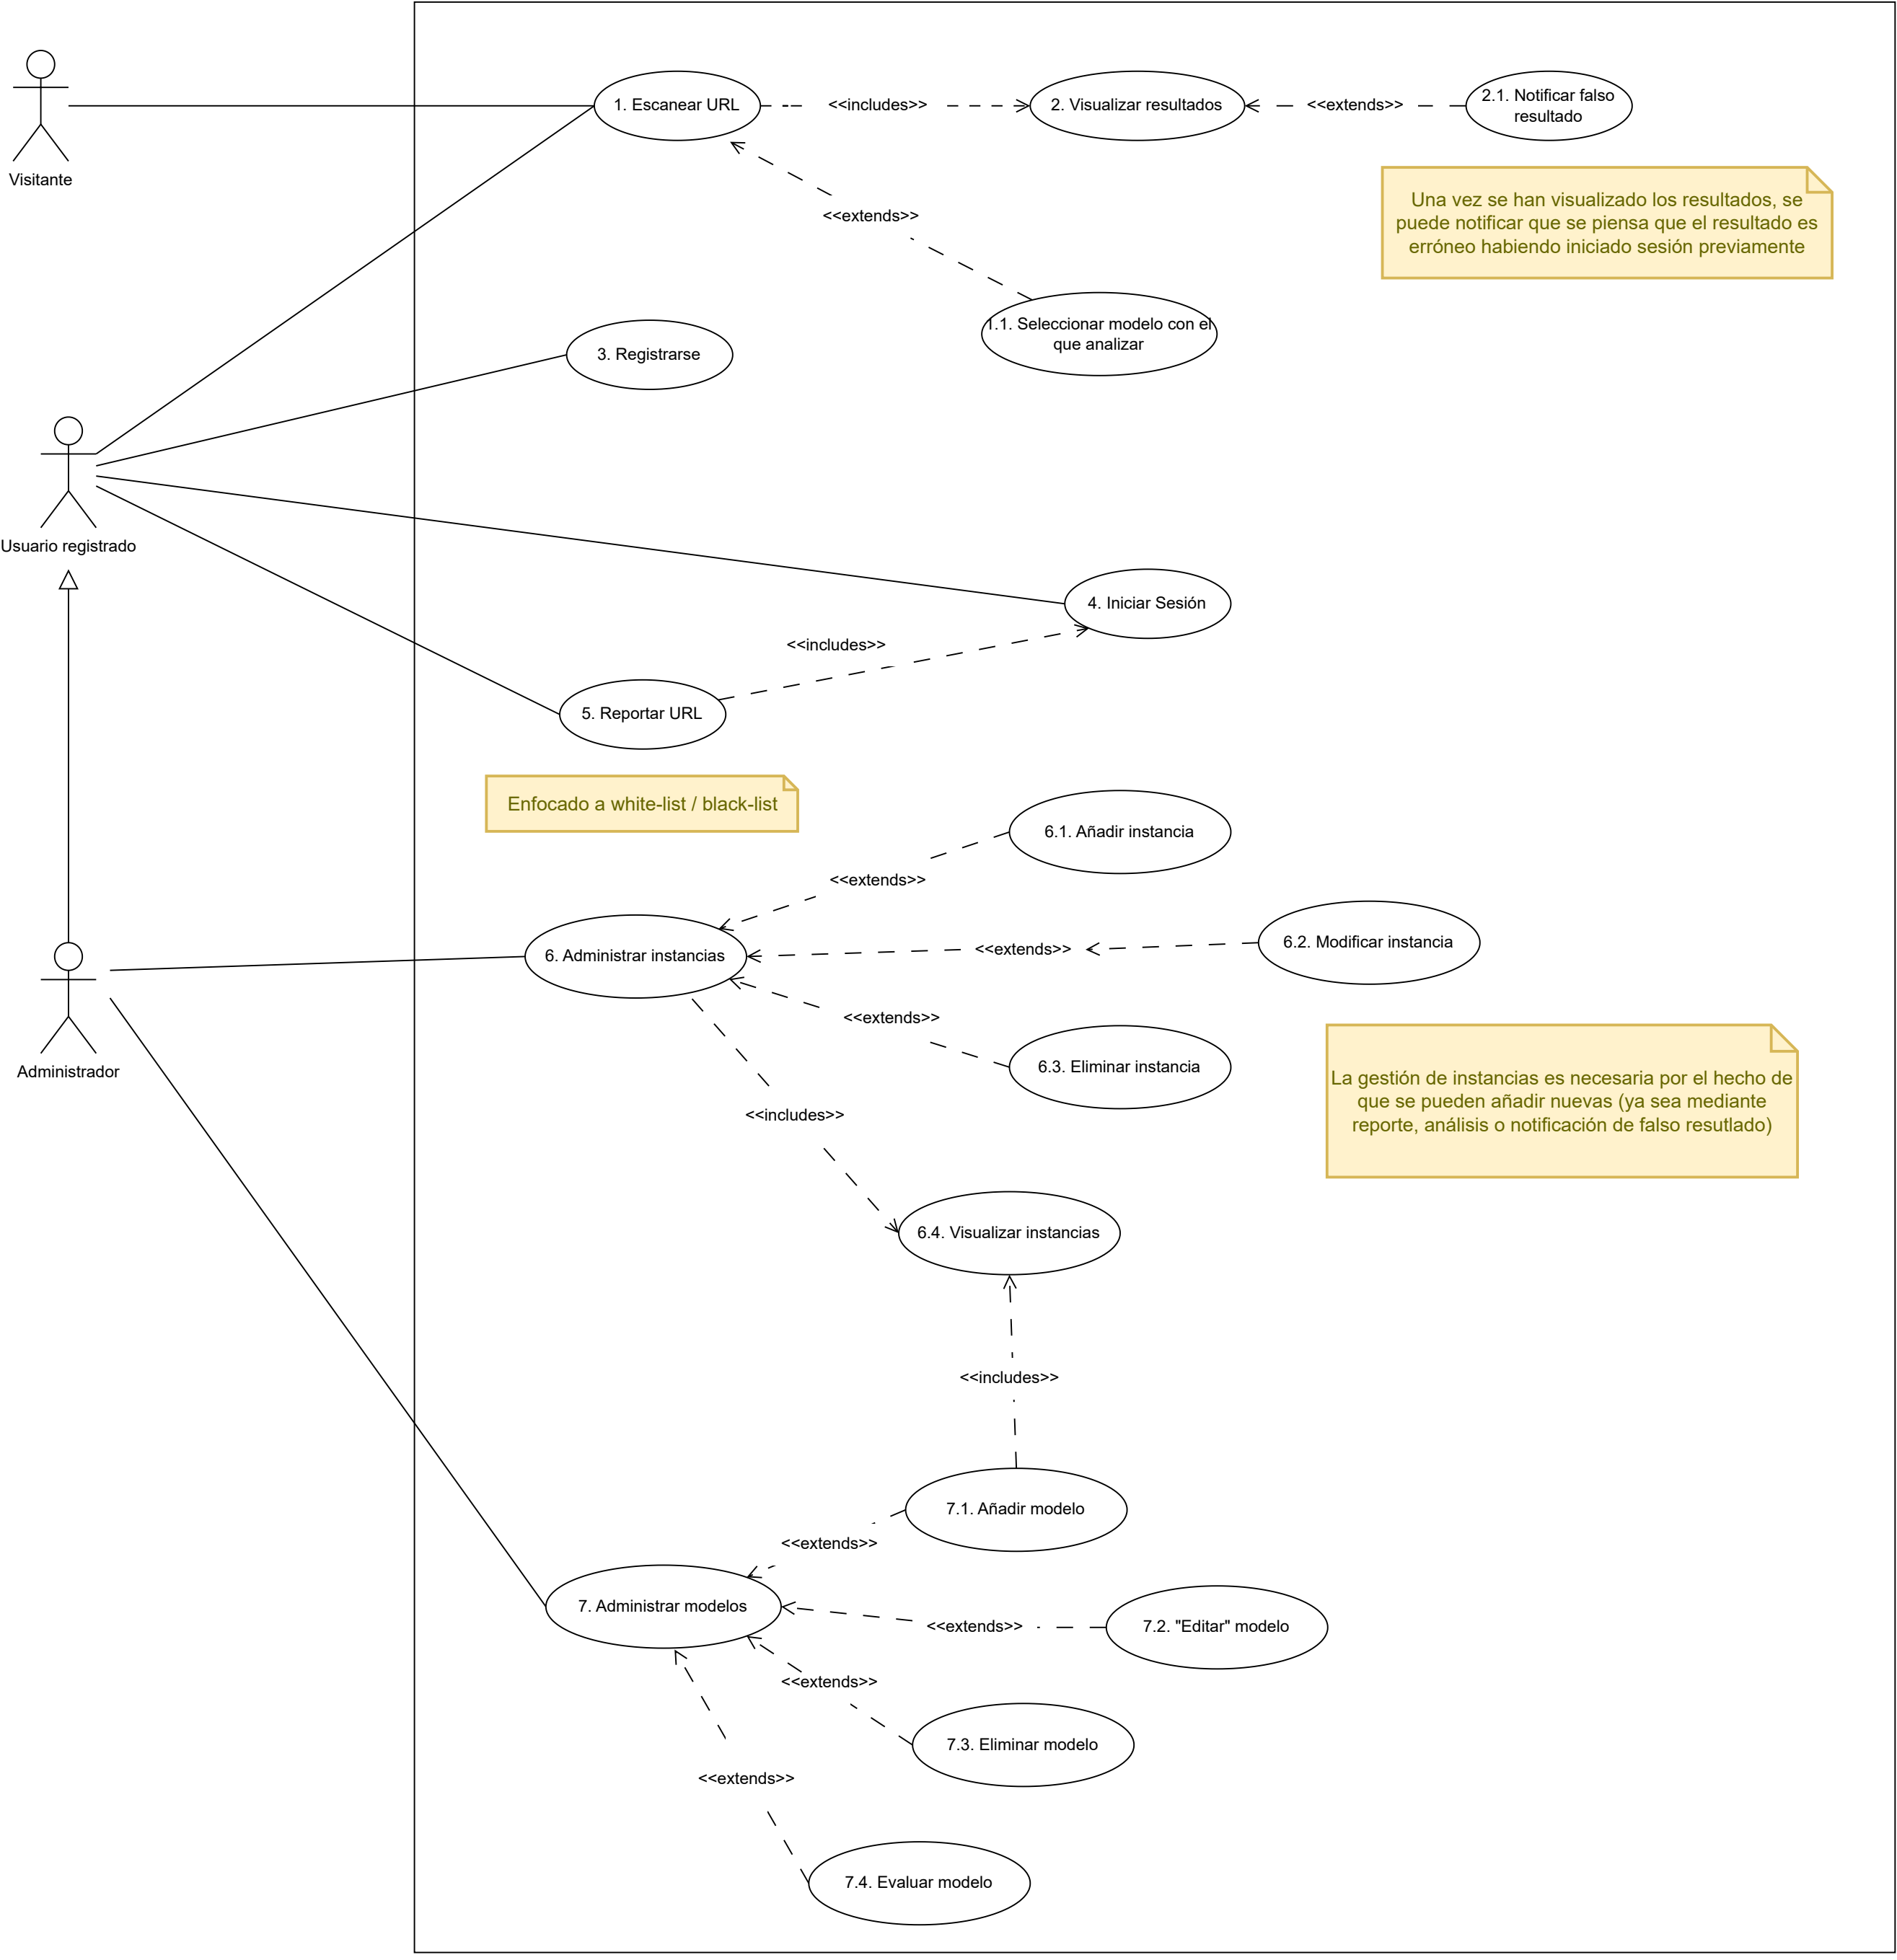 1. Escanear URL
<<includes>>
2. Visualizar resultados
<<extends>>
2.1. Notificar falso
resultado
Visitante
Una vez se han visualizado los resultados, se
puede notificar que se piensa que el resultado es
erróneo habiendo iniciado sesión previamente
<<extends>>
1.1. Seleccionar modelo con el
que analizar
3. Registrarse
Usuario registrado
4. Iniciar Sesión
<<includes>>
5. Reportar URL
Enfocado a white-list / black-list
6.1. Añadir instancia
<<extends>>
6. Administrar instancias
<<extends>>
6.2. Modificar instancia
<<extends>>
6.3. Eliminar instancia
Administrador
La gestión de instancias es necesaria por el hecho de
que se pueden añadir nuevas (ya sea mediante
reporte, análisis o notificación de falso resutlado)
<<includes>>
6.4. Visualizar instancias
<<includes>>
7.1. Añadir modelo
<<extends>>
7. Administrar modelos
<<extends>>
7.2. "Editar" modelo
<<extends>>
7.3. Eliminar modelo
<<extends>>
7.4. Evaluar modelo